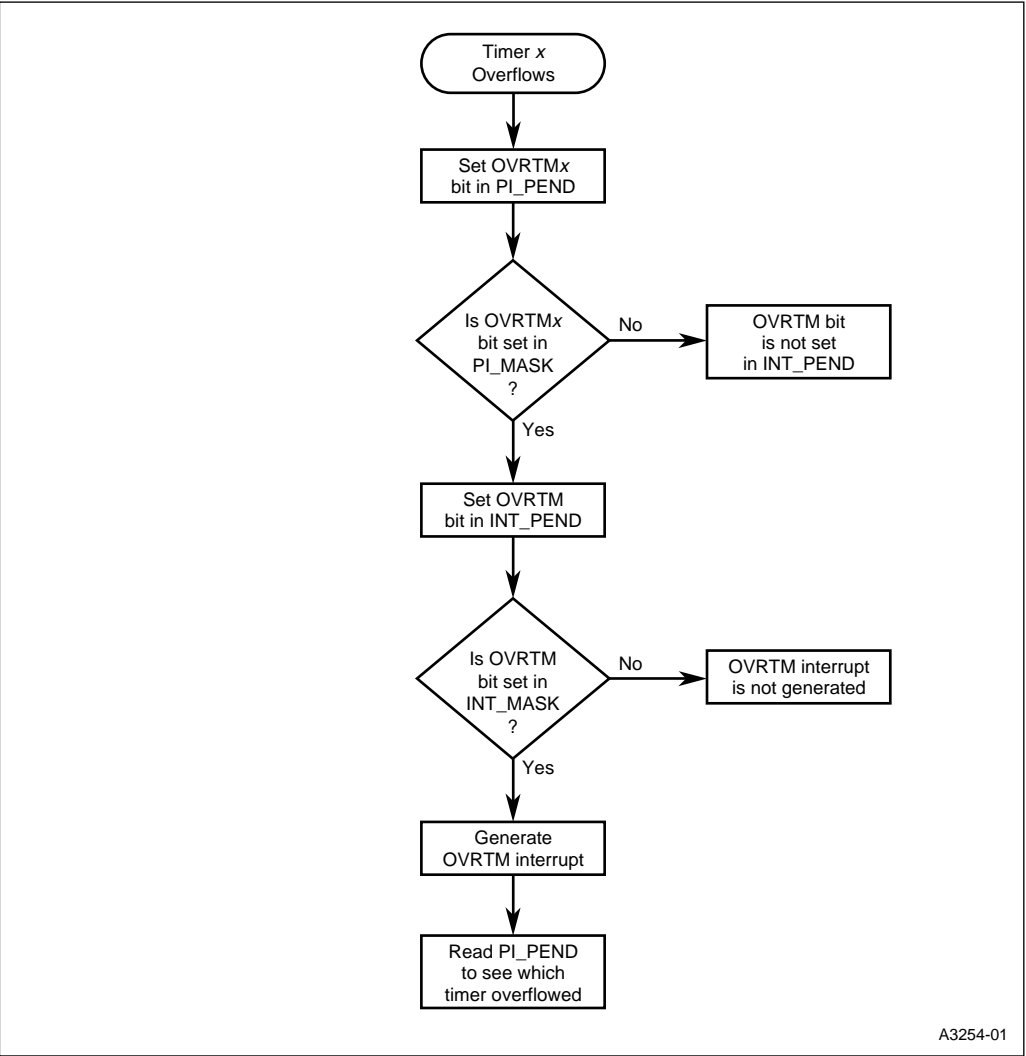 Timer x
Overflows
Set OVRTMx
bit in PI_PEND
Is OVRTMx
bit set in
PI_MASK
?
No
OVRTM bit
is not set
in INT_PEND
Yes
Set OVRTM
bit in INT_PEND
Is OVRTM
bit set in
INT_MASK
?
No
OVRTM interrupt
is not generated
Yes
Generate
OVRTM interrupt
Read PI_PEND
to see which
timer overflowed
A3254-01